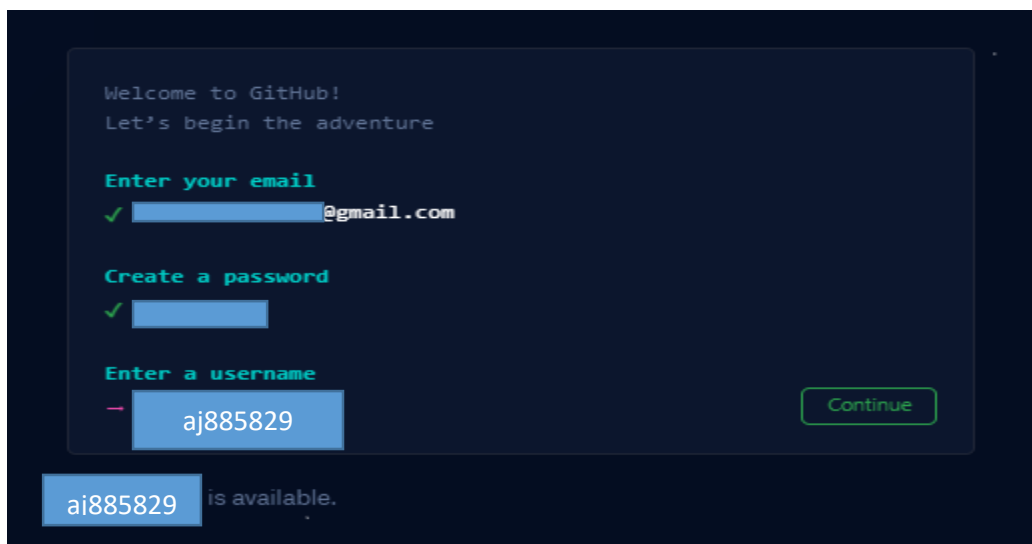 Welcome to GitHub!
Let's begin the adventure
Enter your email
✓ @gmail.com
Create a password
✓
Enter a username
→ aj885829
Continue
aj885829 is available.